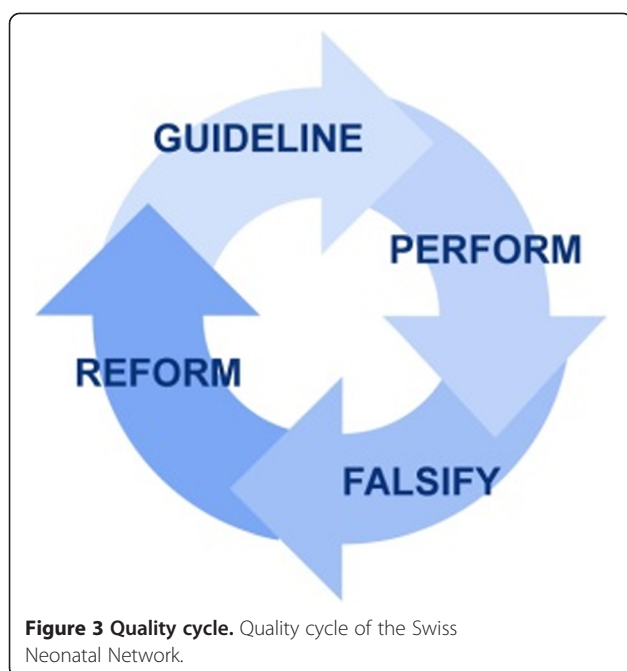 GUIDELINE
PERFORM
FALSIFY
REFORM
Figure 3 Quality cycle. Quality cycle of the Swiss
Neonatal Network.